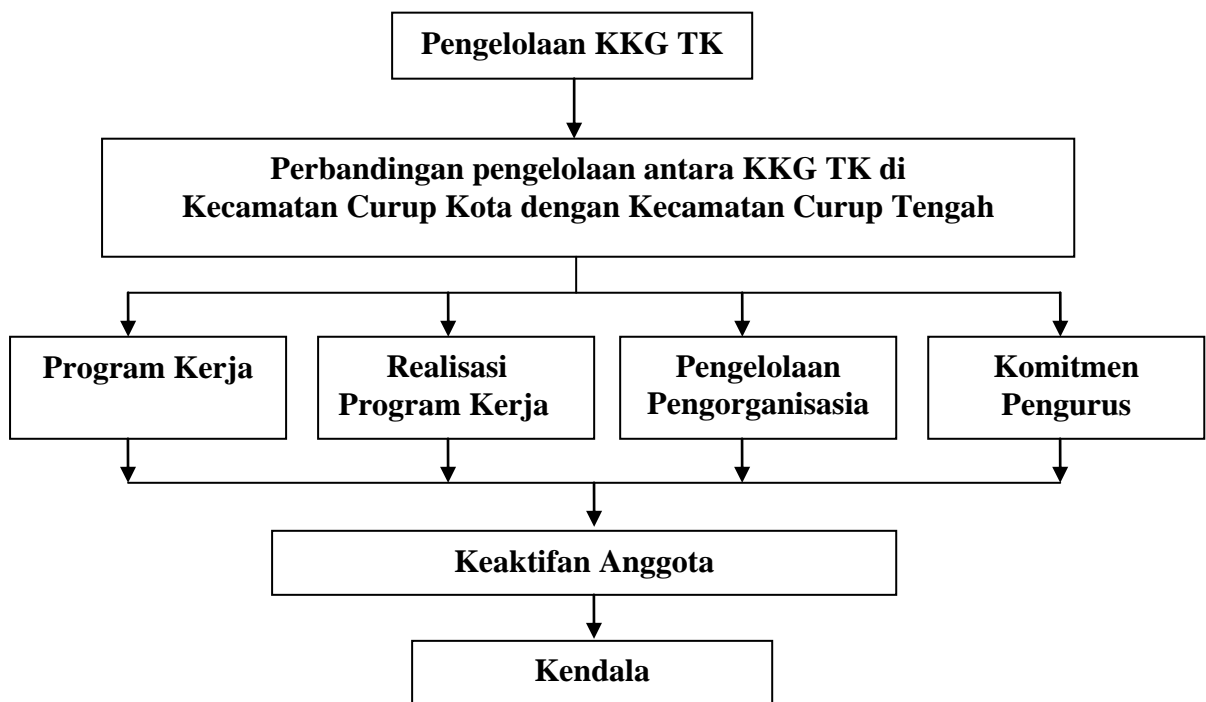 Pengelolaan KKG TK
Perbandingan pengelolaan antara KKG TK di
Kecamatan Curup Kota dengan Kecamatan Curup Tengah
Program Kerja
Realisasi
Program Kerja
Pengelolaan
Pengorganisasia
Komitmen
Pengurus
Keaktifan Anggota
Kendala